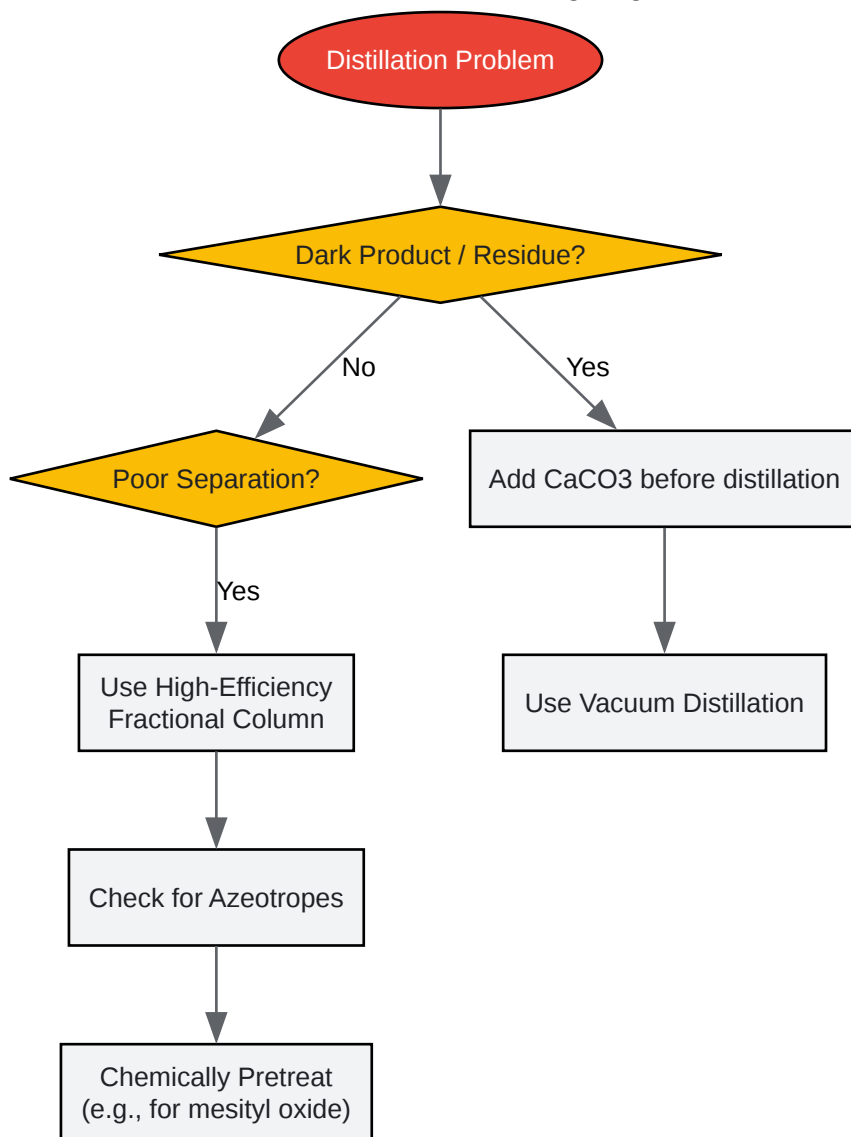 Distillation Problem
Dark Product / Residue?
No
Yes
Poor Separation?
Add CaCO3 before distillation
Yes
Use High-Efficiency
Fractional Column
Use Vacuum Distillation
Check for Azeotropes
Chemically Pretreat
(e.g., for mesityl oxide)